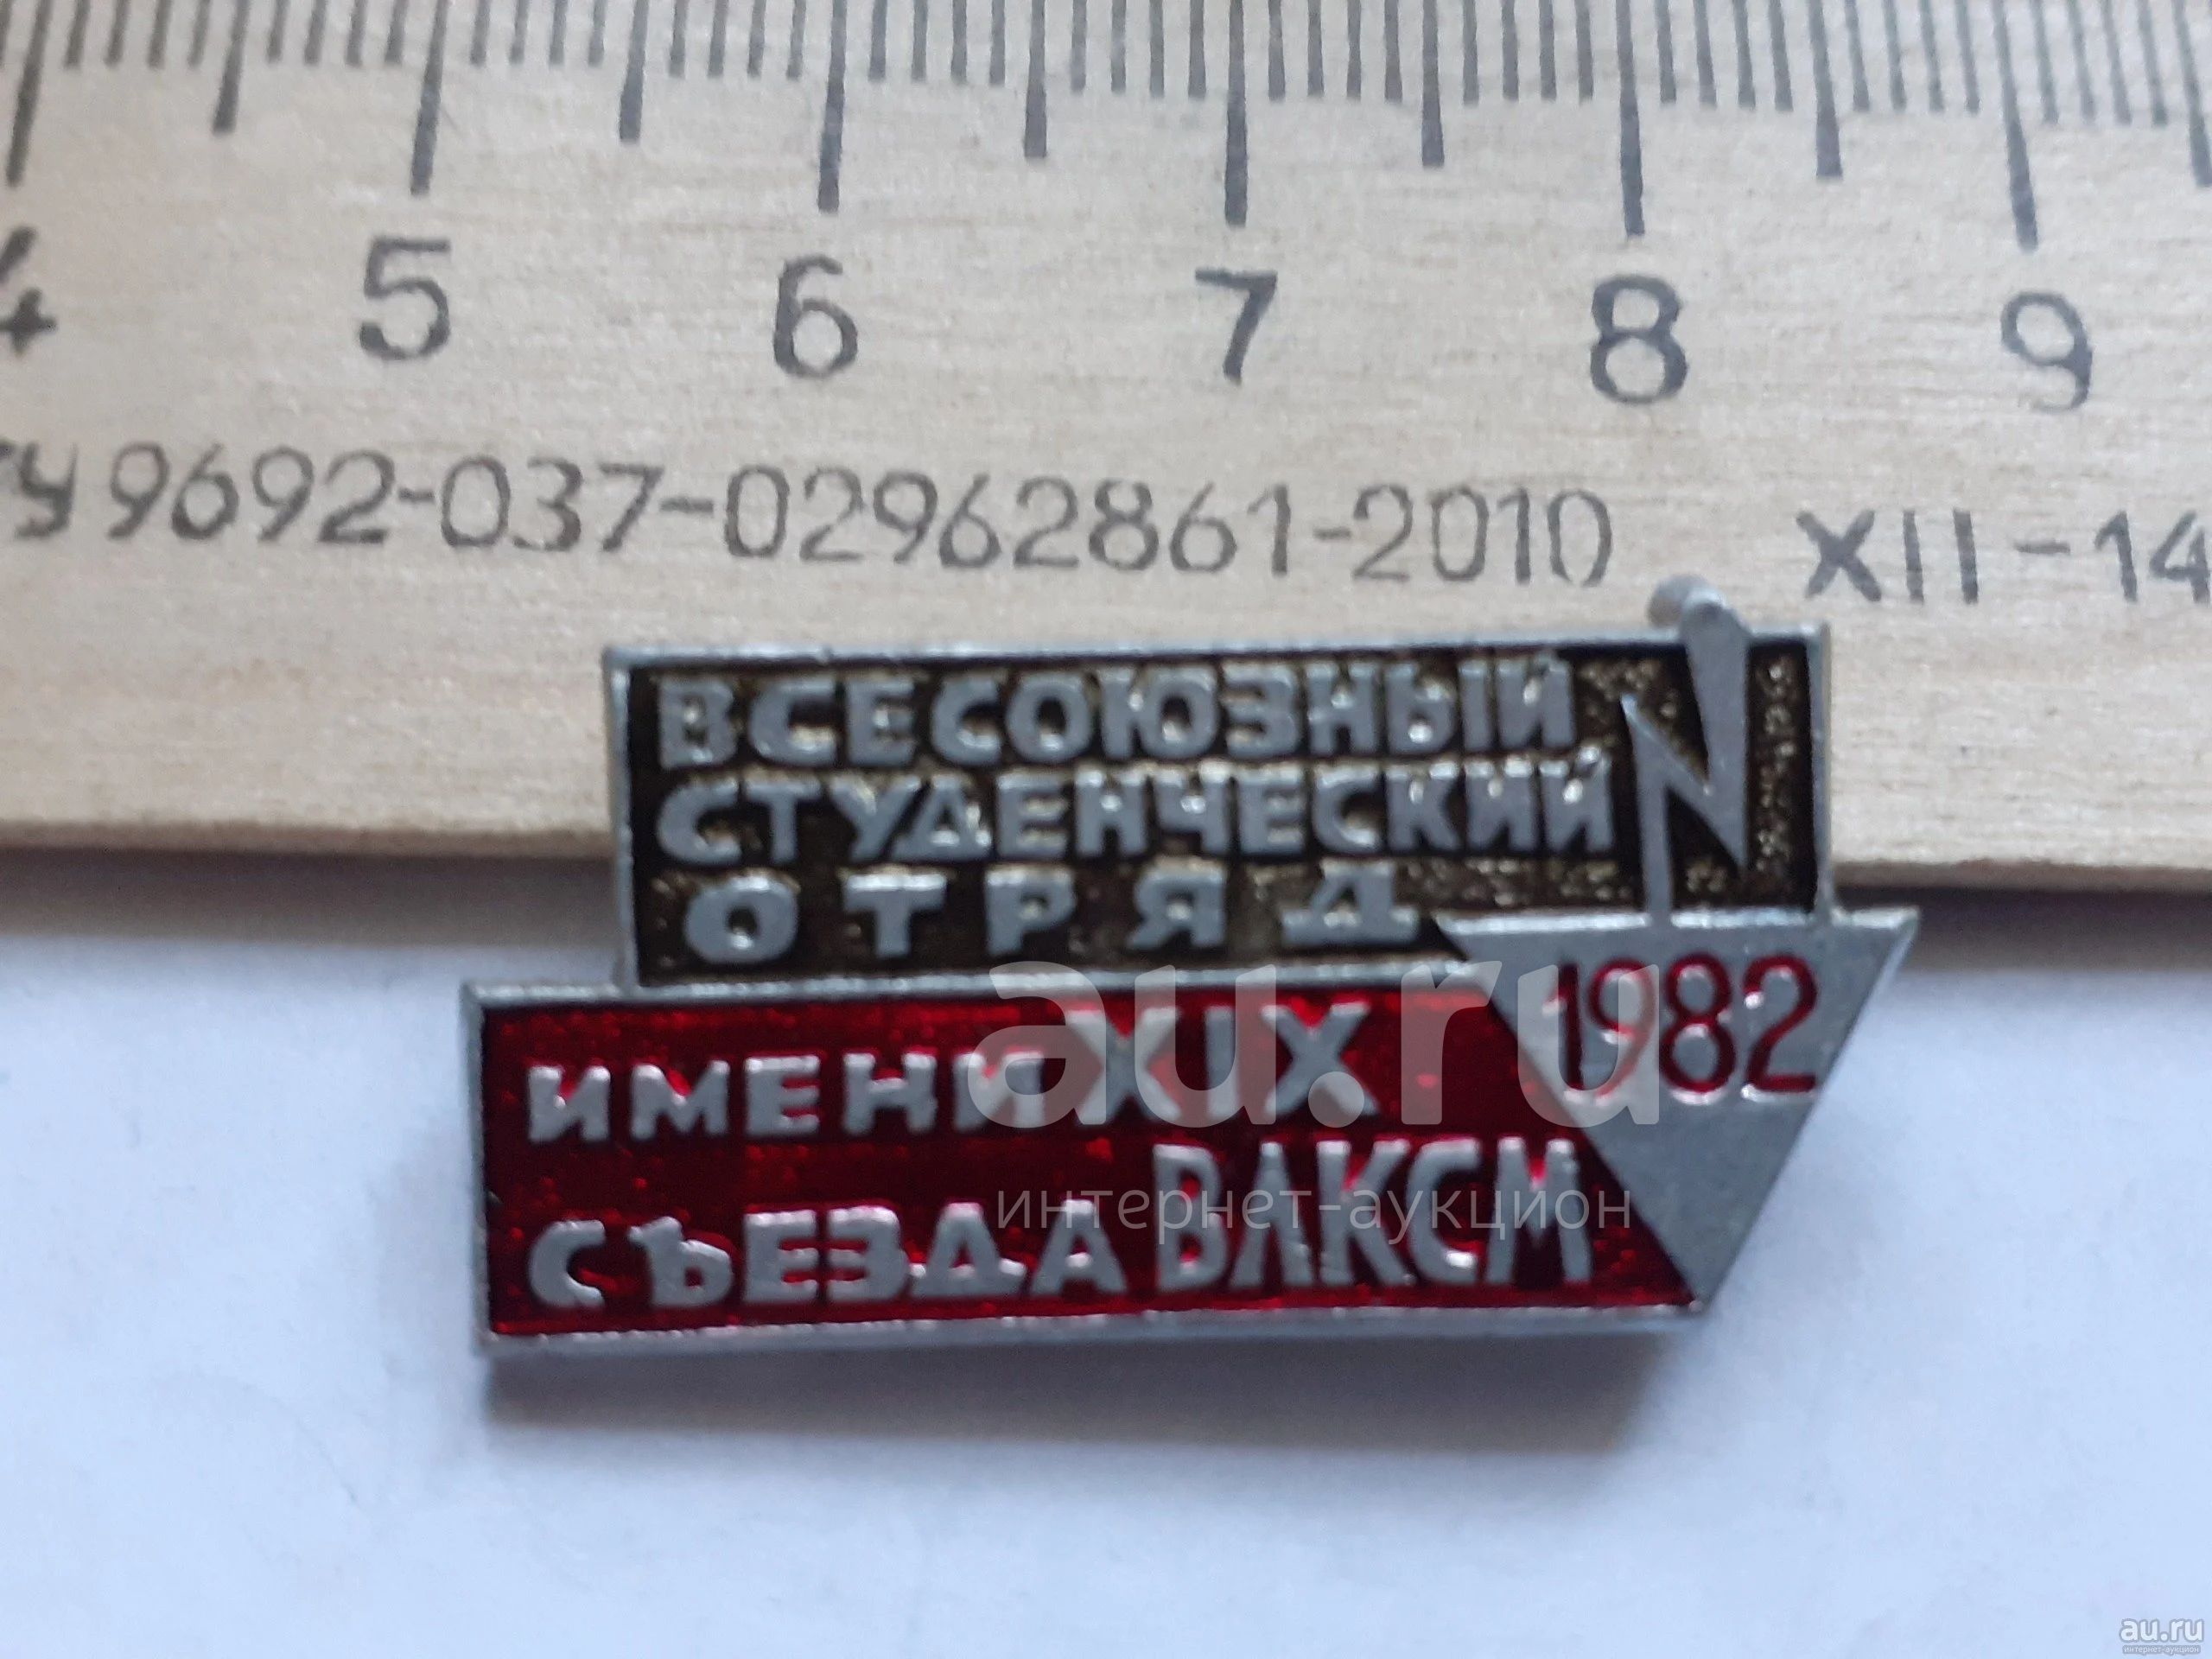 4 5 6 7 8 9
ТУ 9692-037-02962861-2010 XII-14
ВСЕСОЮЗНЫЙ
СТУДЕНЧЕСКИЙ
ОТРЯД
1982
ИМЕНИ XIX
СЪЕЗДА ВЛКСМ
au.ru
интернет-аукцион
au.ru
интернет-аукцион